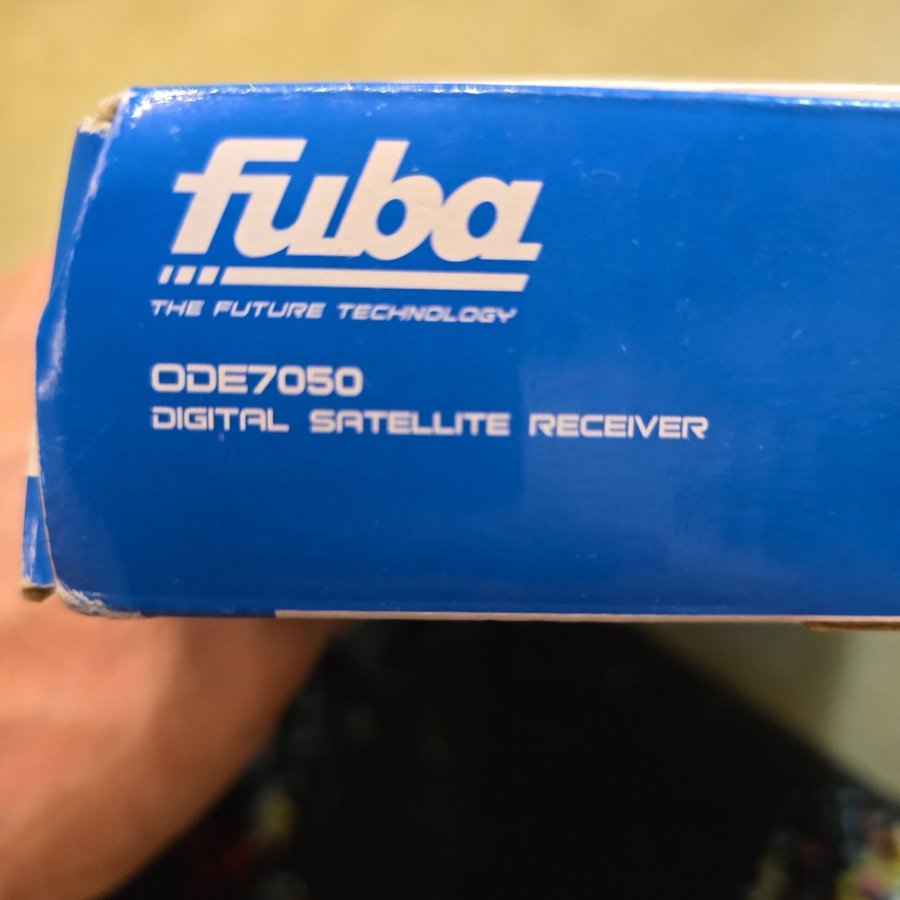 fuba
THE FUTURE TECHNOLOGY
ODE7050
DIGITAL SATELLITE RECEIVER